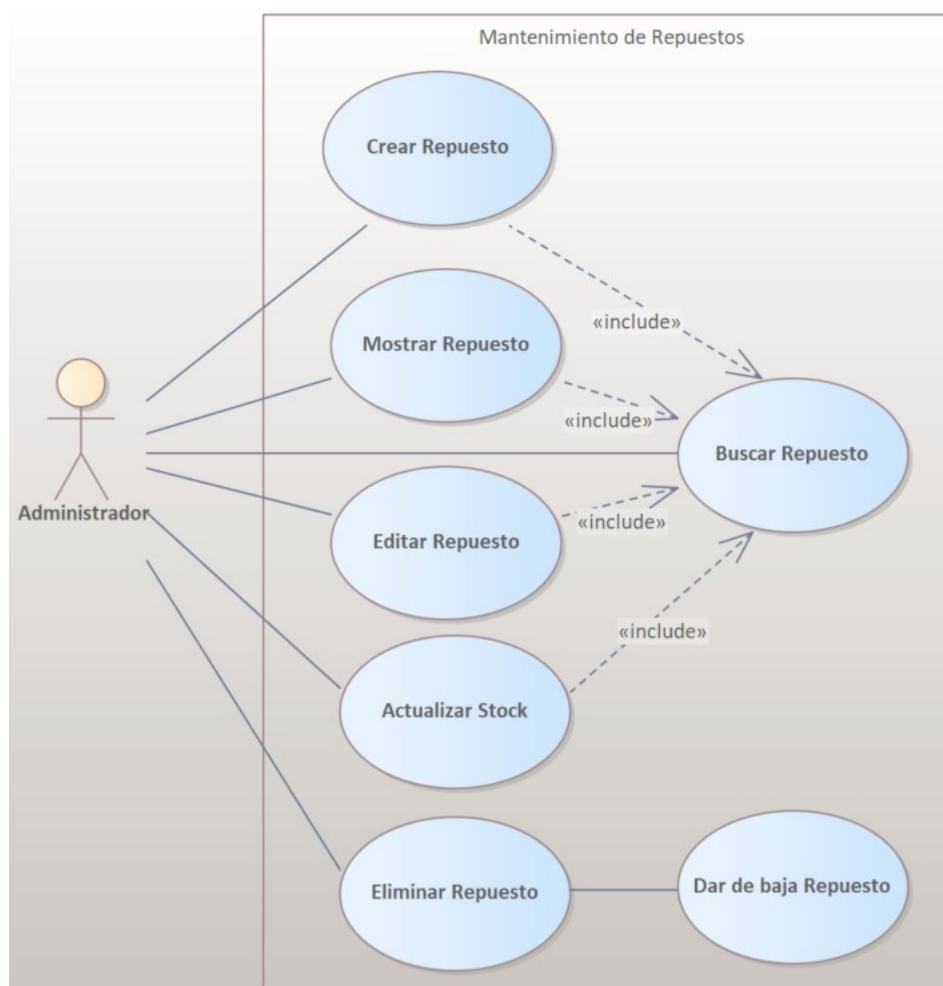 Mantenimiento de Repuestos
Crear Repuesto
«include»
Mostrar Repuesto
«include»
Buscar Repuesto
Administrador
Editar Repuesto
«include»
«include»
Actualizar Stock
Eliminar Repuesto
Dar de baja Repuesto